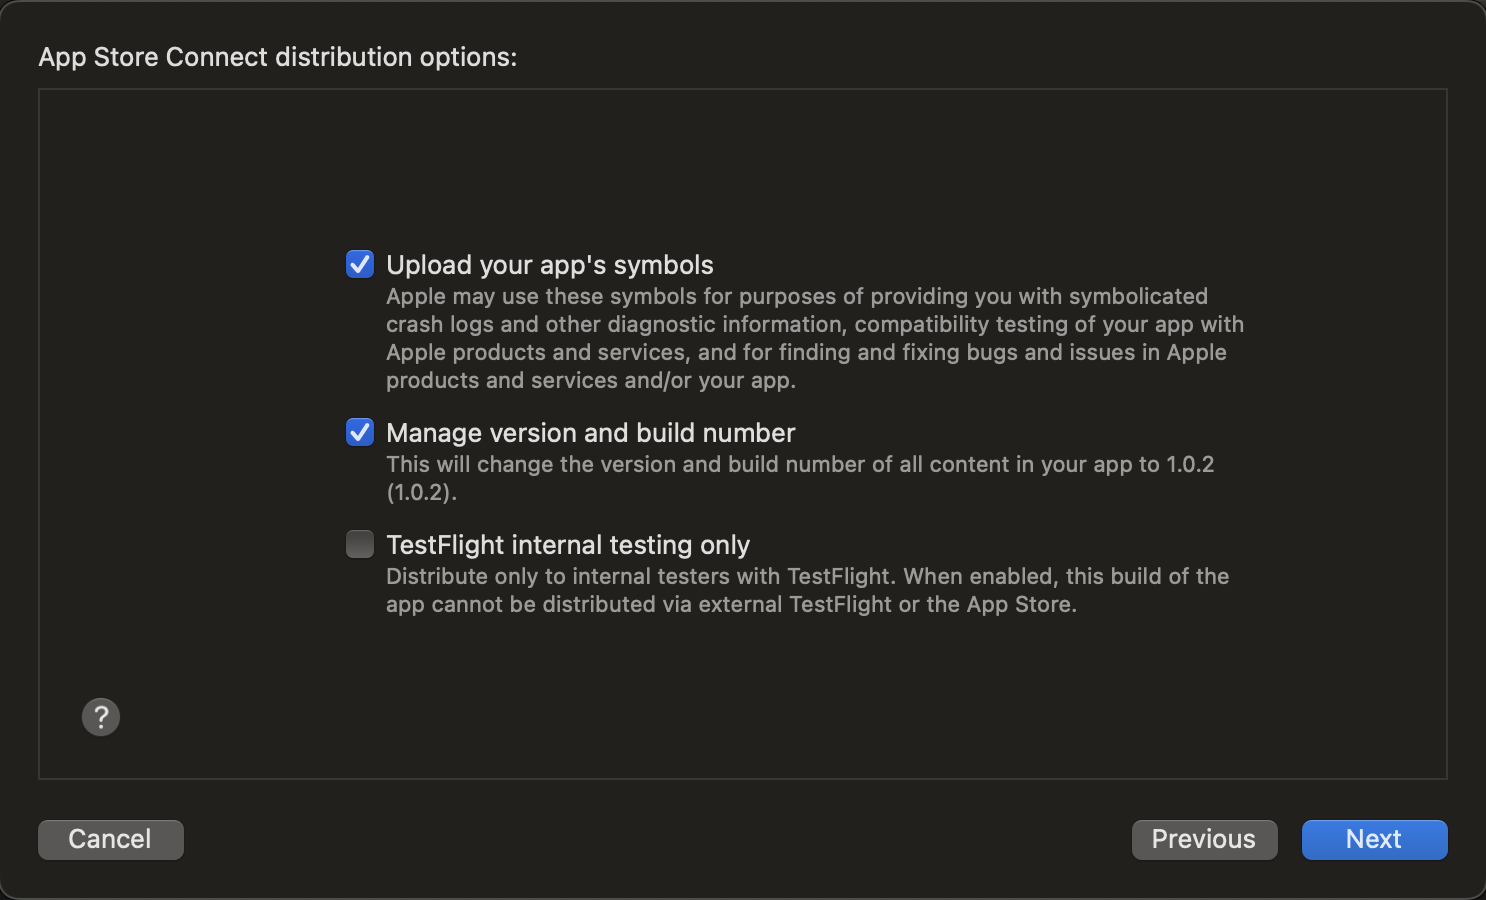 App Store Connect distribution options:
Upload your app's symbols
Apple may use these symbols for purposes of providing you with symbolicated
crash logs and other diagnostic information, compatibility testing of your app with
Apple products and services, and for finding and fixing bugs and issues in Apple
products and services and/or your app.
Manage version and build number
This will change the version and build number of all content in your app to 1.0.2
(1.0.2).
TestFlight internal testing only
Distribute only to internal testers with TestFlight. When enabled, this build of the
app cannot be distributed via external TestFlight or the App Store.
?
Cancel
Previous
Next